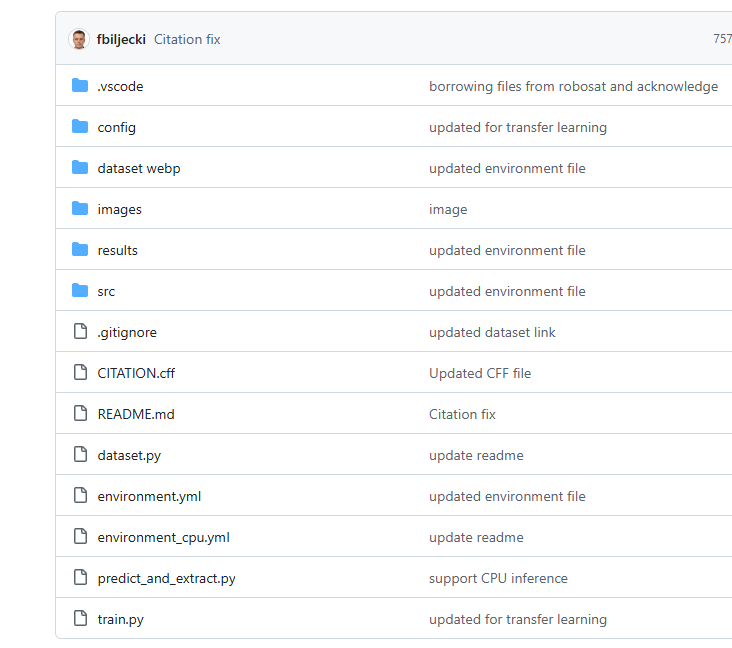 fbiljecki Citation fix 757
.vscode borrowing files from robosat and acknowledge
config updated for transfer learning
dataset webp updated environment file
images image
results updated environment file
src updated environment file
.gitignore updated dataset link
CITATION.cff Updated CFF file
README.md Citation fix
dataset.py update readme
environment.yml updated environment file
environment_cpu.yml update readme
predict_and_extract.py support CPU inference
train.py updated for transfer learning